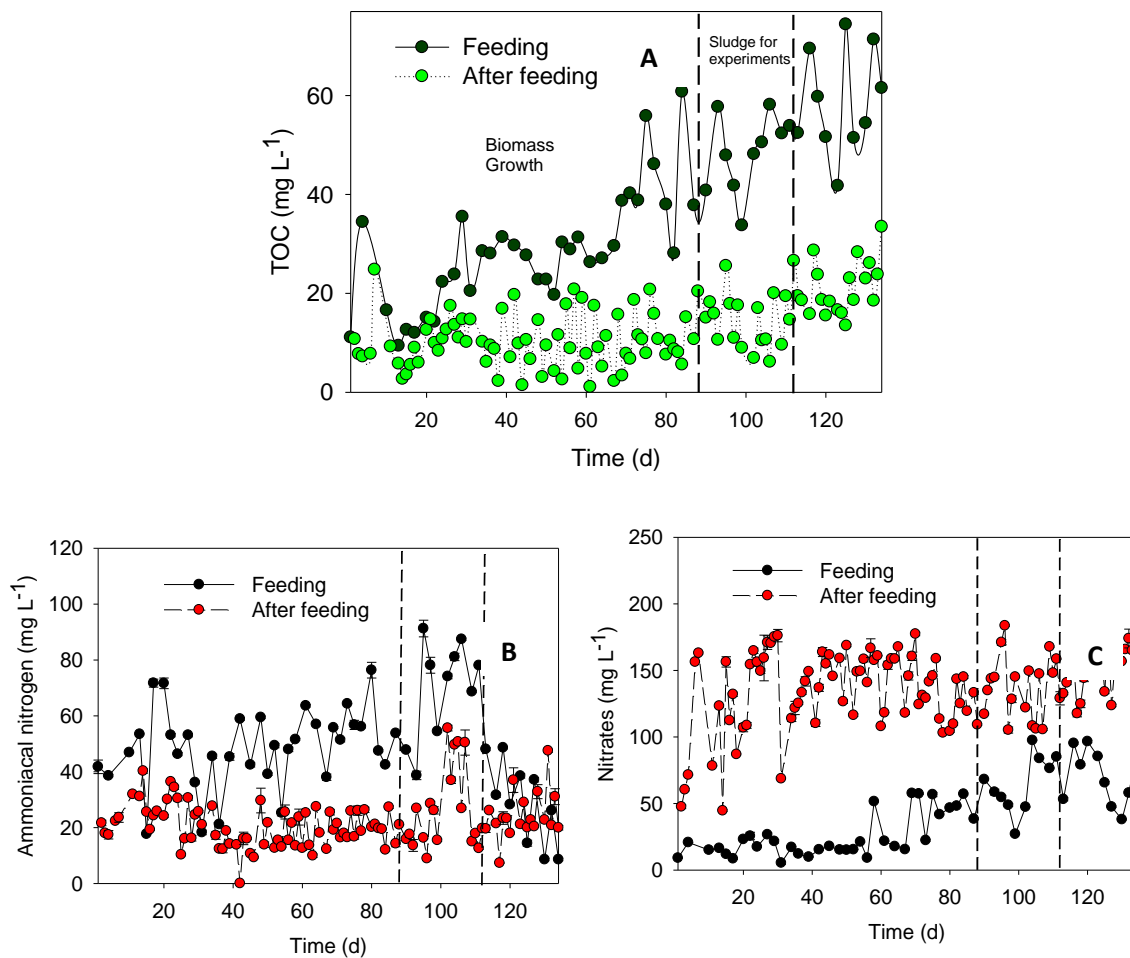 Feeding
After feeding
A
Sludge for
experiments
Biomass
Growth
TOC (mg L-¹)
60
40
20
0
20
40
60
80
100
120
Time (d)
Feeding
After feeding
B
Ammoniacal nitrogen (mg L⁻¹)
120
100
80
60
40
20
0
20
40
60
80
100
120
Time (d)
Feeding
After feeding
C
Nitrates (mg L⁻¹)
250
200
150
100
50
0
20
40
60
80
100
120
Time (d)